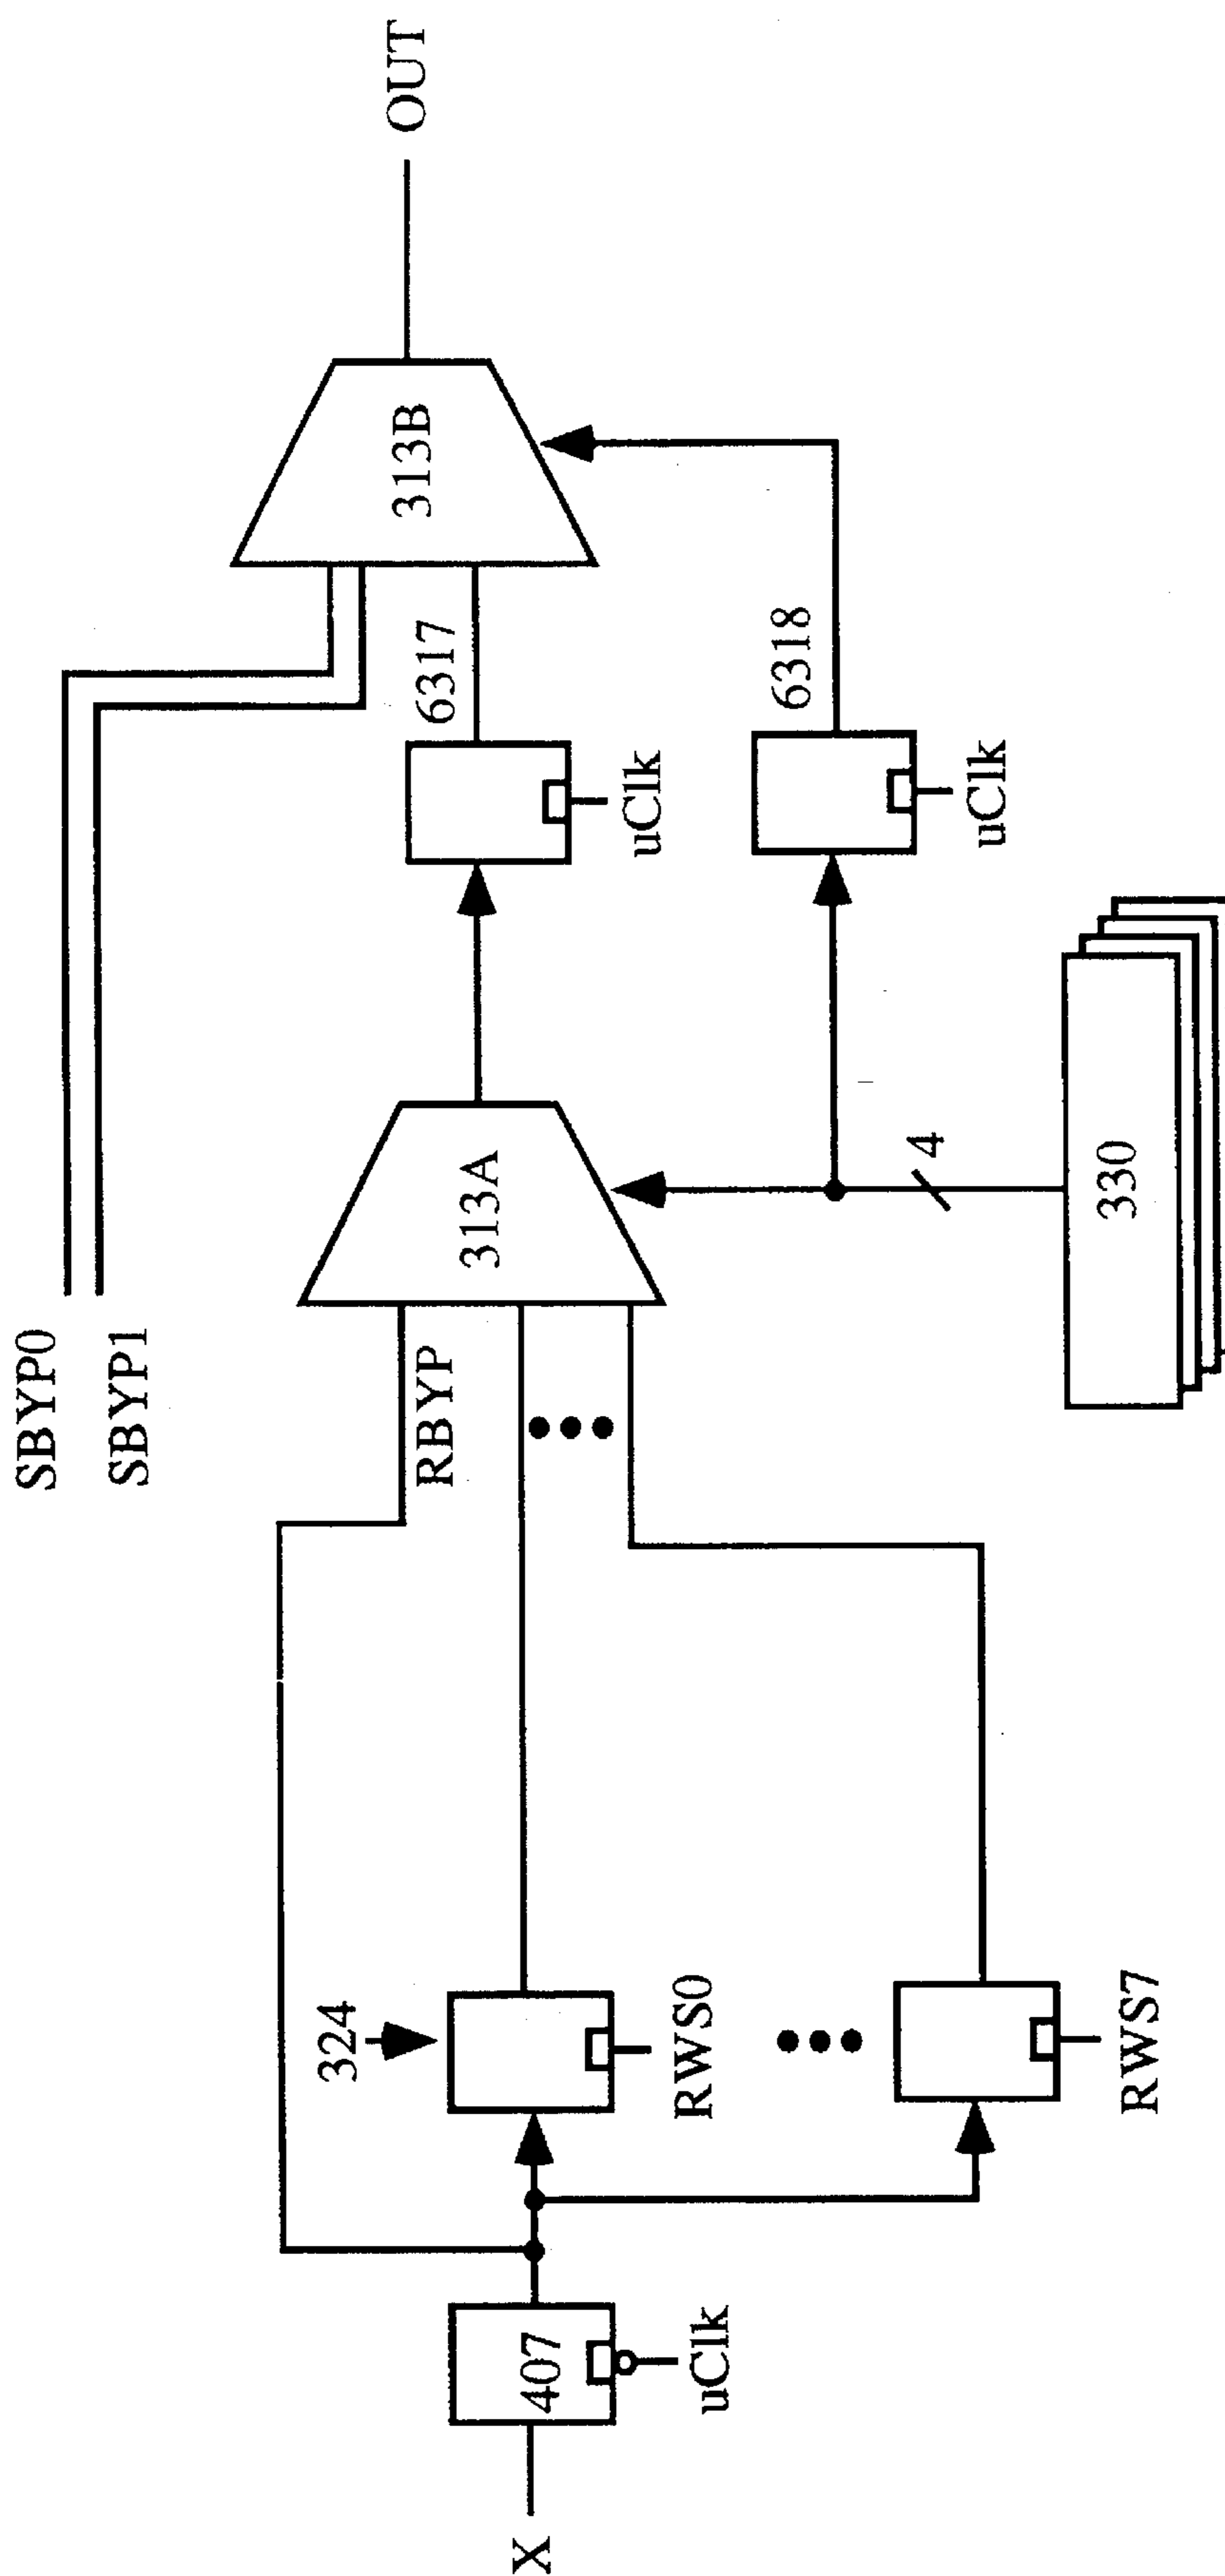 SBYP0
SBYP1
OUT
313B
RBYP
313A
6317
uClk
6318
uClk
4
330
324
RWS0
RWS7
X
407
uClk